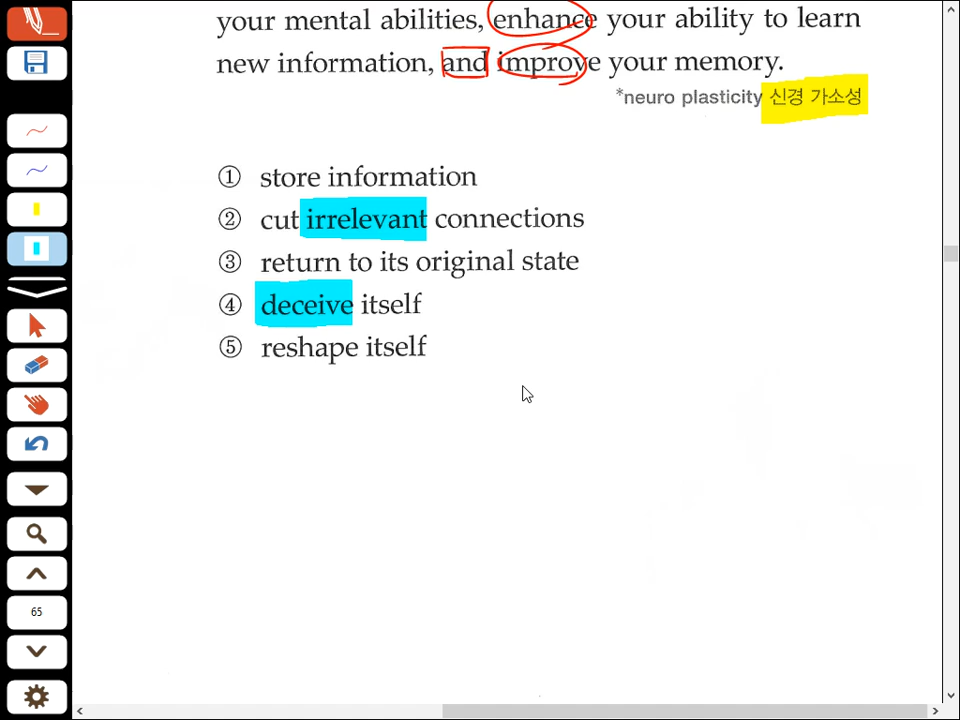 your mental abilities, enhance your ability to learn
new information, and improve your memory.
*neuro plasticity 신경 가소성
① store information
② cut irrelevant connections
③ return to its original state
④ deceive itself
⑤ reshape itself
65